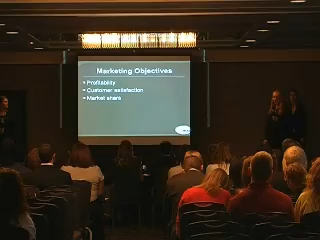 Marketing Objectives
• Profitability
• Customer satisfaction
• Market share